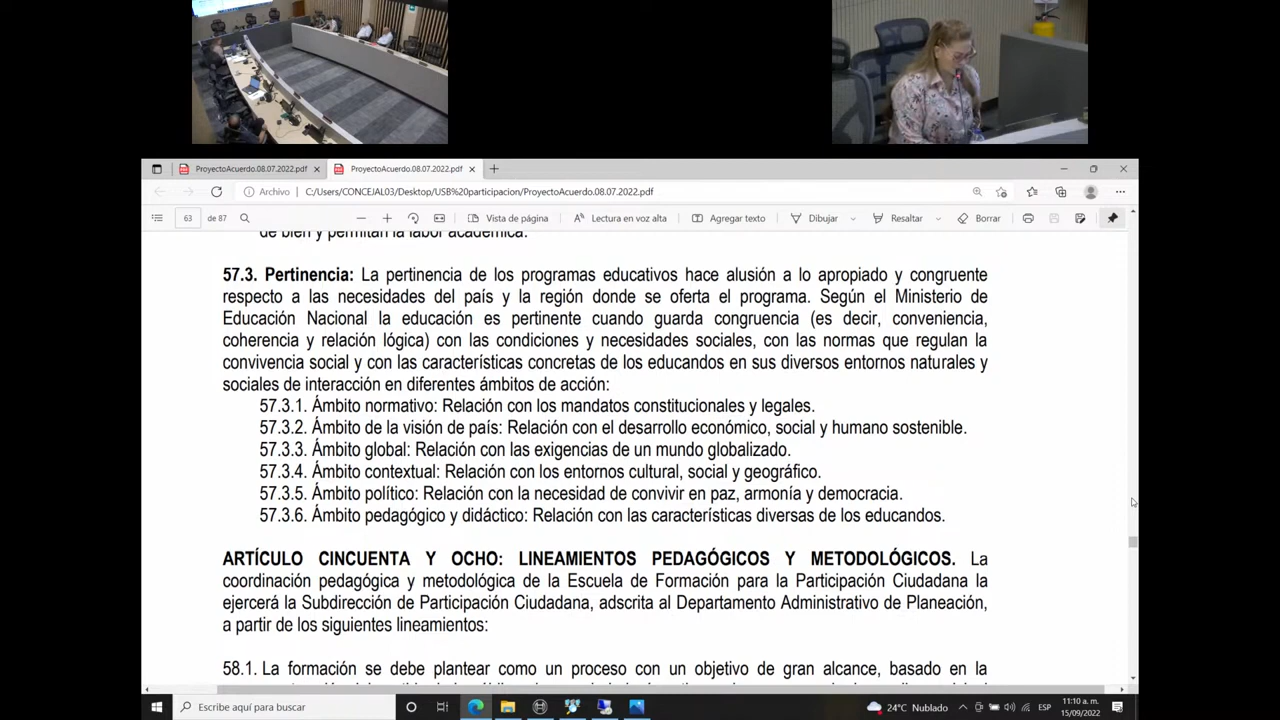 ProyectoAcuerdo.08.07.2022.pdf
ProyectoAcuerdo.08.07.2022.pdf
Archivo
C:/Users/CONCEJAL03/Desktop/USB%20participacion/ProyectoAcuerdo.08.07.2022.pdf
63 de 87
Vista de página
Lectura en voz alta
Agregar texto
Dibujar
Resaltar
Borrar
de bien y permitan la labor académica.
57.3. Pertinencia: La pertinencia de los programas educativos hace alusión a lo apropiado y congruente
respecto a las necesidades del país y la región donde se oferta el programa. Según el Ministerio de
Educación Nacional la educación es pertinente cuando guarda congruencia (es decir, conveniencia,
coherencia y relación lógica) con las condiciones y necesidades sociales, con las normas que regulan la
convivencia social y con las características concretas de los educandos en sus diversos entornos naturales y
sociales de interacción en diferentes ámbitos de acción:
57.3.1. Ámbito normativo: Relación con los mandatos constitucionales y legales.
57.3.2. Ámbito de la visión de país: Relación con el desarrollo económico, social y humano sostenible.
57.3.3. Ámbito global: Relación con las exigencias de un mundo globalizado.
57.3.4. Ámbito contextual: Relación con los entornos cultural, social y geográfico.
57.3.5. Ámbito político: Relación con la necesidad de convivir en paz, armonía y democracia.
57.3.6. Ámbito pedagógico y didáctico: Relación con las características diversas de los educandos.
ARTÍCULO CINCUENTA Y OCHO: LINEAMIENTOS PEDAGÓGICOS Y METODOLÓGICOS. La
coordinación pedagógica y metodológica de la Escuela de Formación para la Participación Ciudadana la
ejercerá la Subdirección de Participación Ciudadana, adscrita al Departamento Administrativo de Planeación,
a partir de los siguientes lineamientos:
58.1. La formación se debe plantear como un proceso con un objetivo de gran alcance, basado en la
Escribe aquí para buscar
24°C Nublado
ESP
11:10 a. m.
15/09/2022